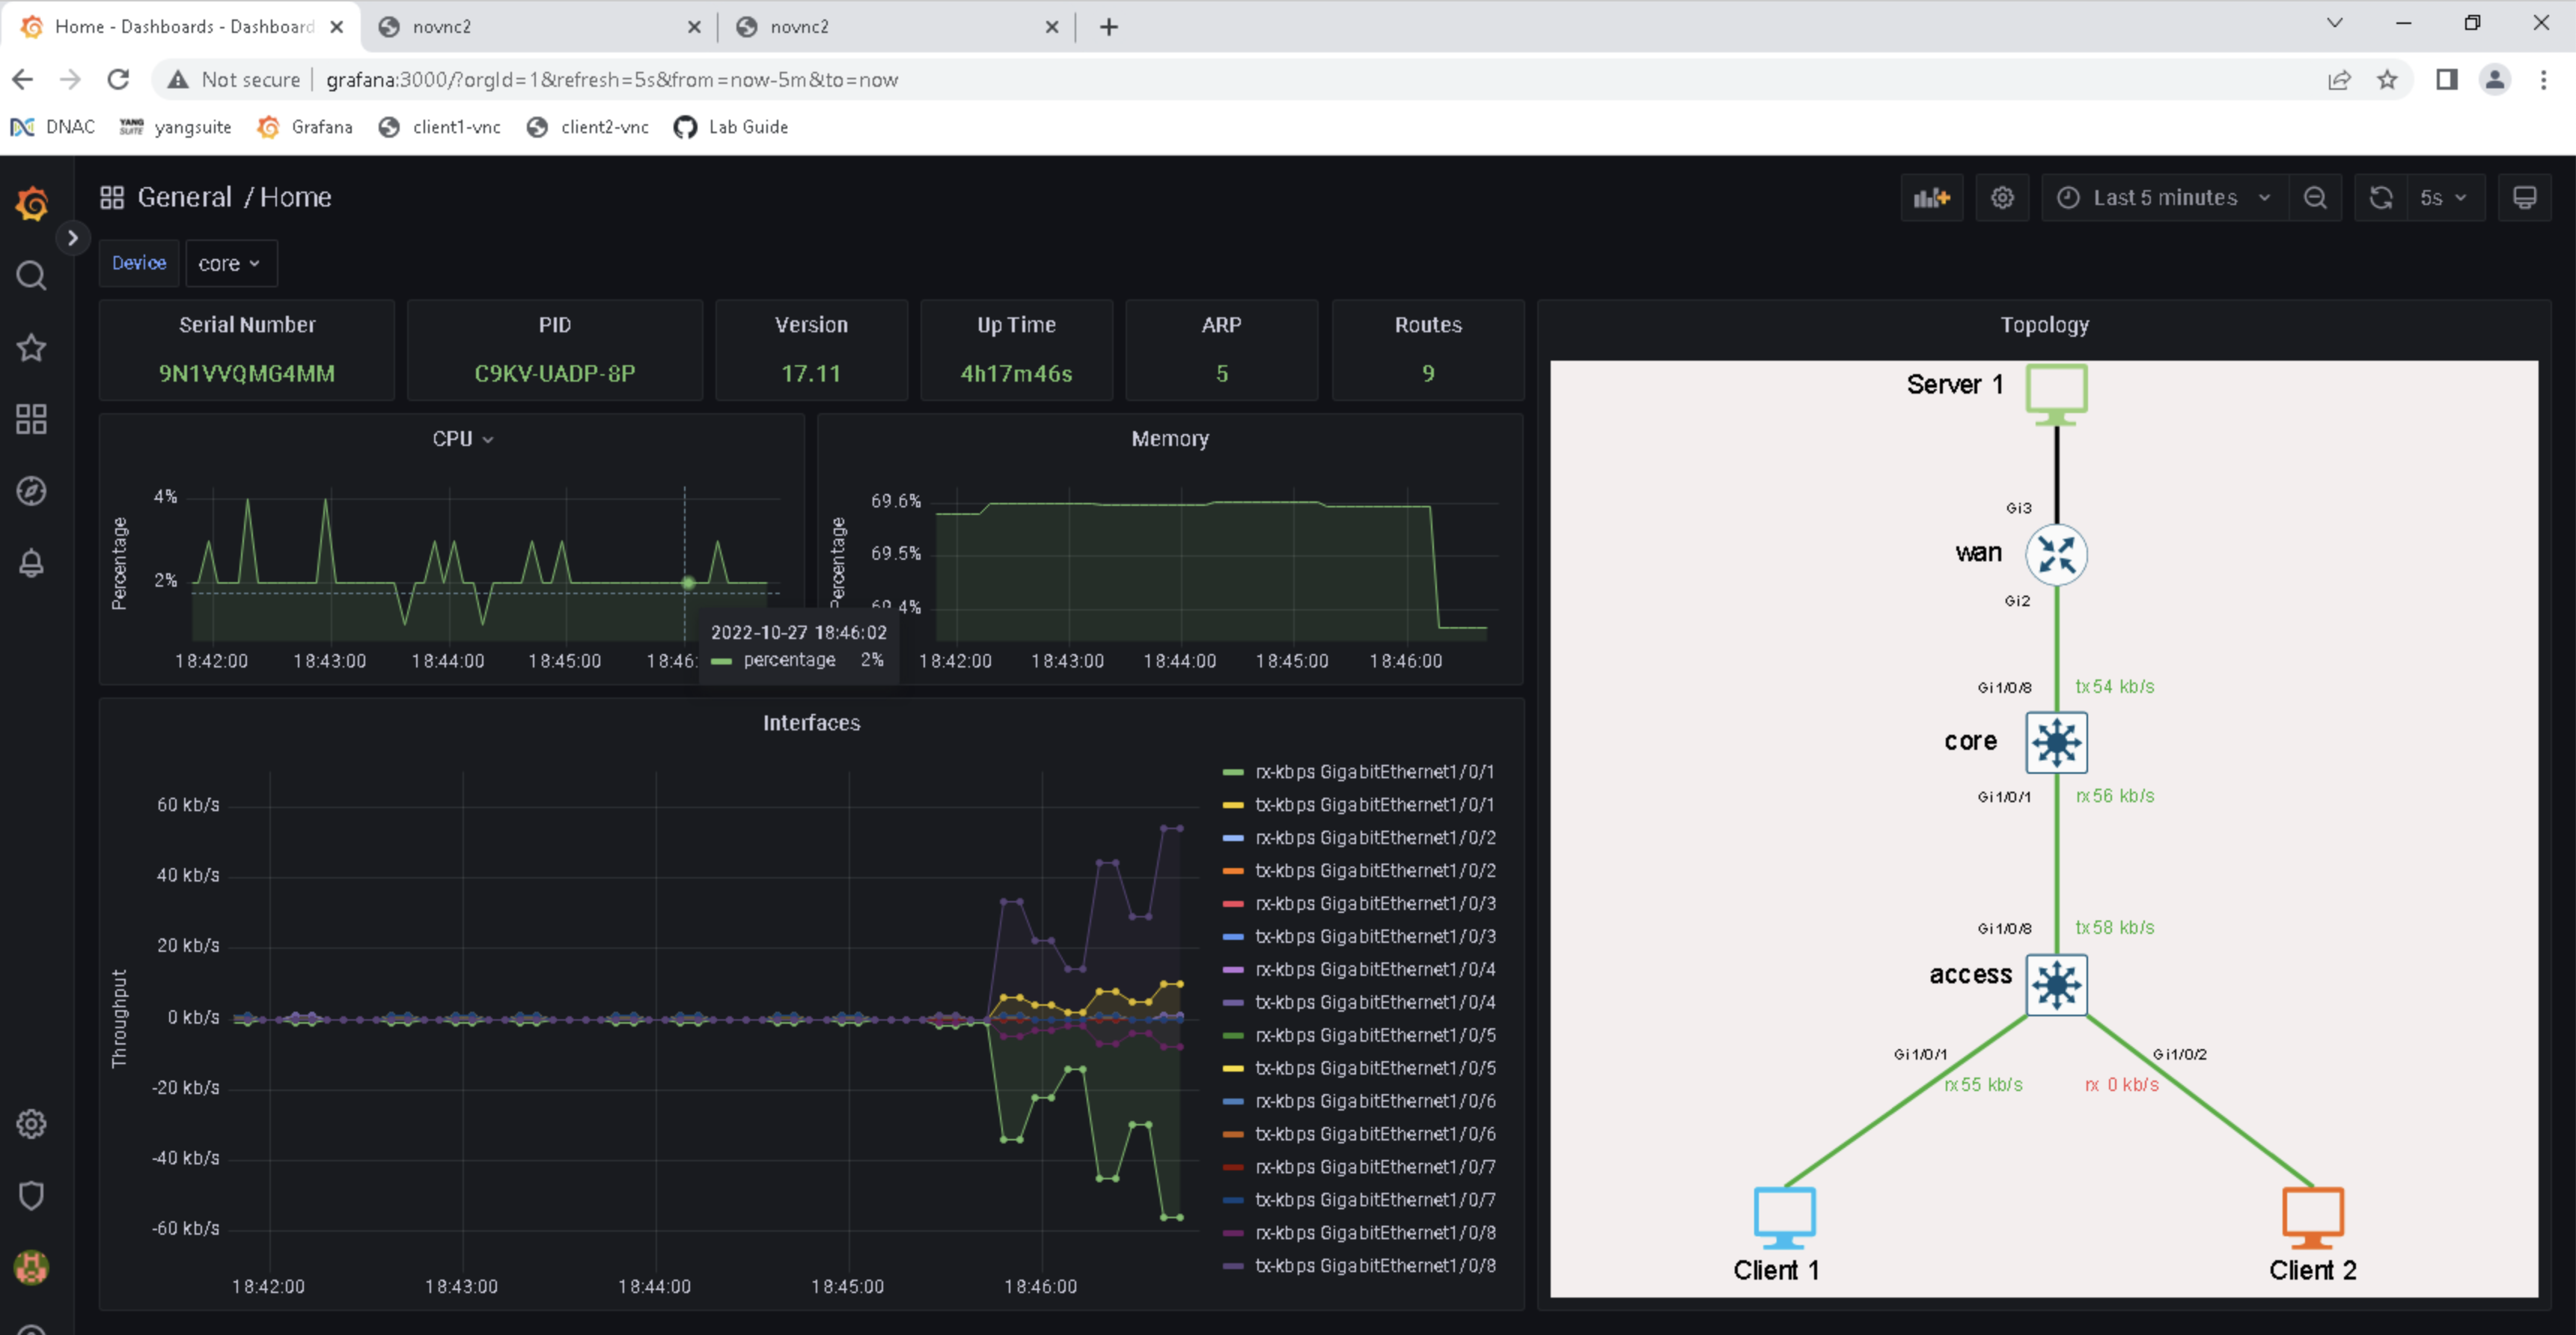 Home - Dashboards - Dashboard
novnc2
novnc2
Not secure
grafana:3000/?orgId=1&refresh=5s&from=now-5m&to=now
DNAC
YANG SUITE
yangsuite
Grafana
client1-vnc
client2-vnc
Lab Guide
General / Home
Last 5 minutes
5s
Device
core
Serial Number
9N1VVQMG4MM
PID
C9KV-UADP-8P
Version
17.11
Up Time
4h17m46s
ARP
5
Routes
9
CPU
Percentage
4%
2%
18:42:00
18:43:00
18:44:00
18:45:00
18:46:
2022-10-27 18:46:02
percentage 2%
Memory
Percentage
69.6%
69.5%
69.4%
18:42:00
18:43:00
18:44:00
18:45:00
18:46:00
Interfaces
Throughput
60 kb/s
40 kb/s
20 kb/s
0 kb/s
-20 kb/s
-40 kb/s
-60 kb/s
18:42:00
18:43:00
18:44:00
18:45:00
18:46:00
rx-kbps GigabitEthernet1/0/1
tx-kbps GigabitEthernet1/0/1
rx-kbps GigabitEthernet1/0/2
tx-kbps GigabitEthernet1/0/2
rx-kbps GigabitEthernet1/0/3
tx-kbps GigabitEthernet1/0/3
rx-kbps GigabitEthernet1/0/4
tx-kbps GigabitEthernet1/0/4
rx-kbps GigabitEthernet1/0/5
tx-kbps GigabitEthernet1/0/5
rx-kbps GigabitEthernet1/0/6
tx-kbps GigabitEthernet1/0/6
rx-kbps GigabitEthernet1/0/7
tx-kbps GigabitEthernet1/0/7
rx-kbps GigabitEthernet1/0/8
tx-kbps GigabitEthernet1/0/8
Topology
Server 1
Gi3
wan
Gi2
Gi1/0/8
tx 54 kb/s
core
Gi1/0/1
rx 56 kb/s
Gi1/0/8
tx 58 kb/s
access
Gi1/0/1
Gi1/0/2
rx 55 kb/s
rx 0 kb/s
Client 1
Client 2